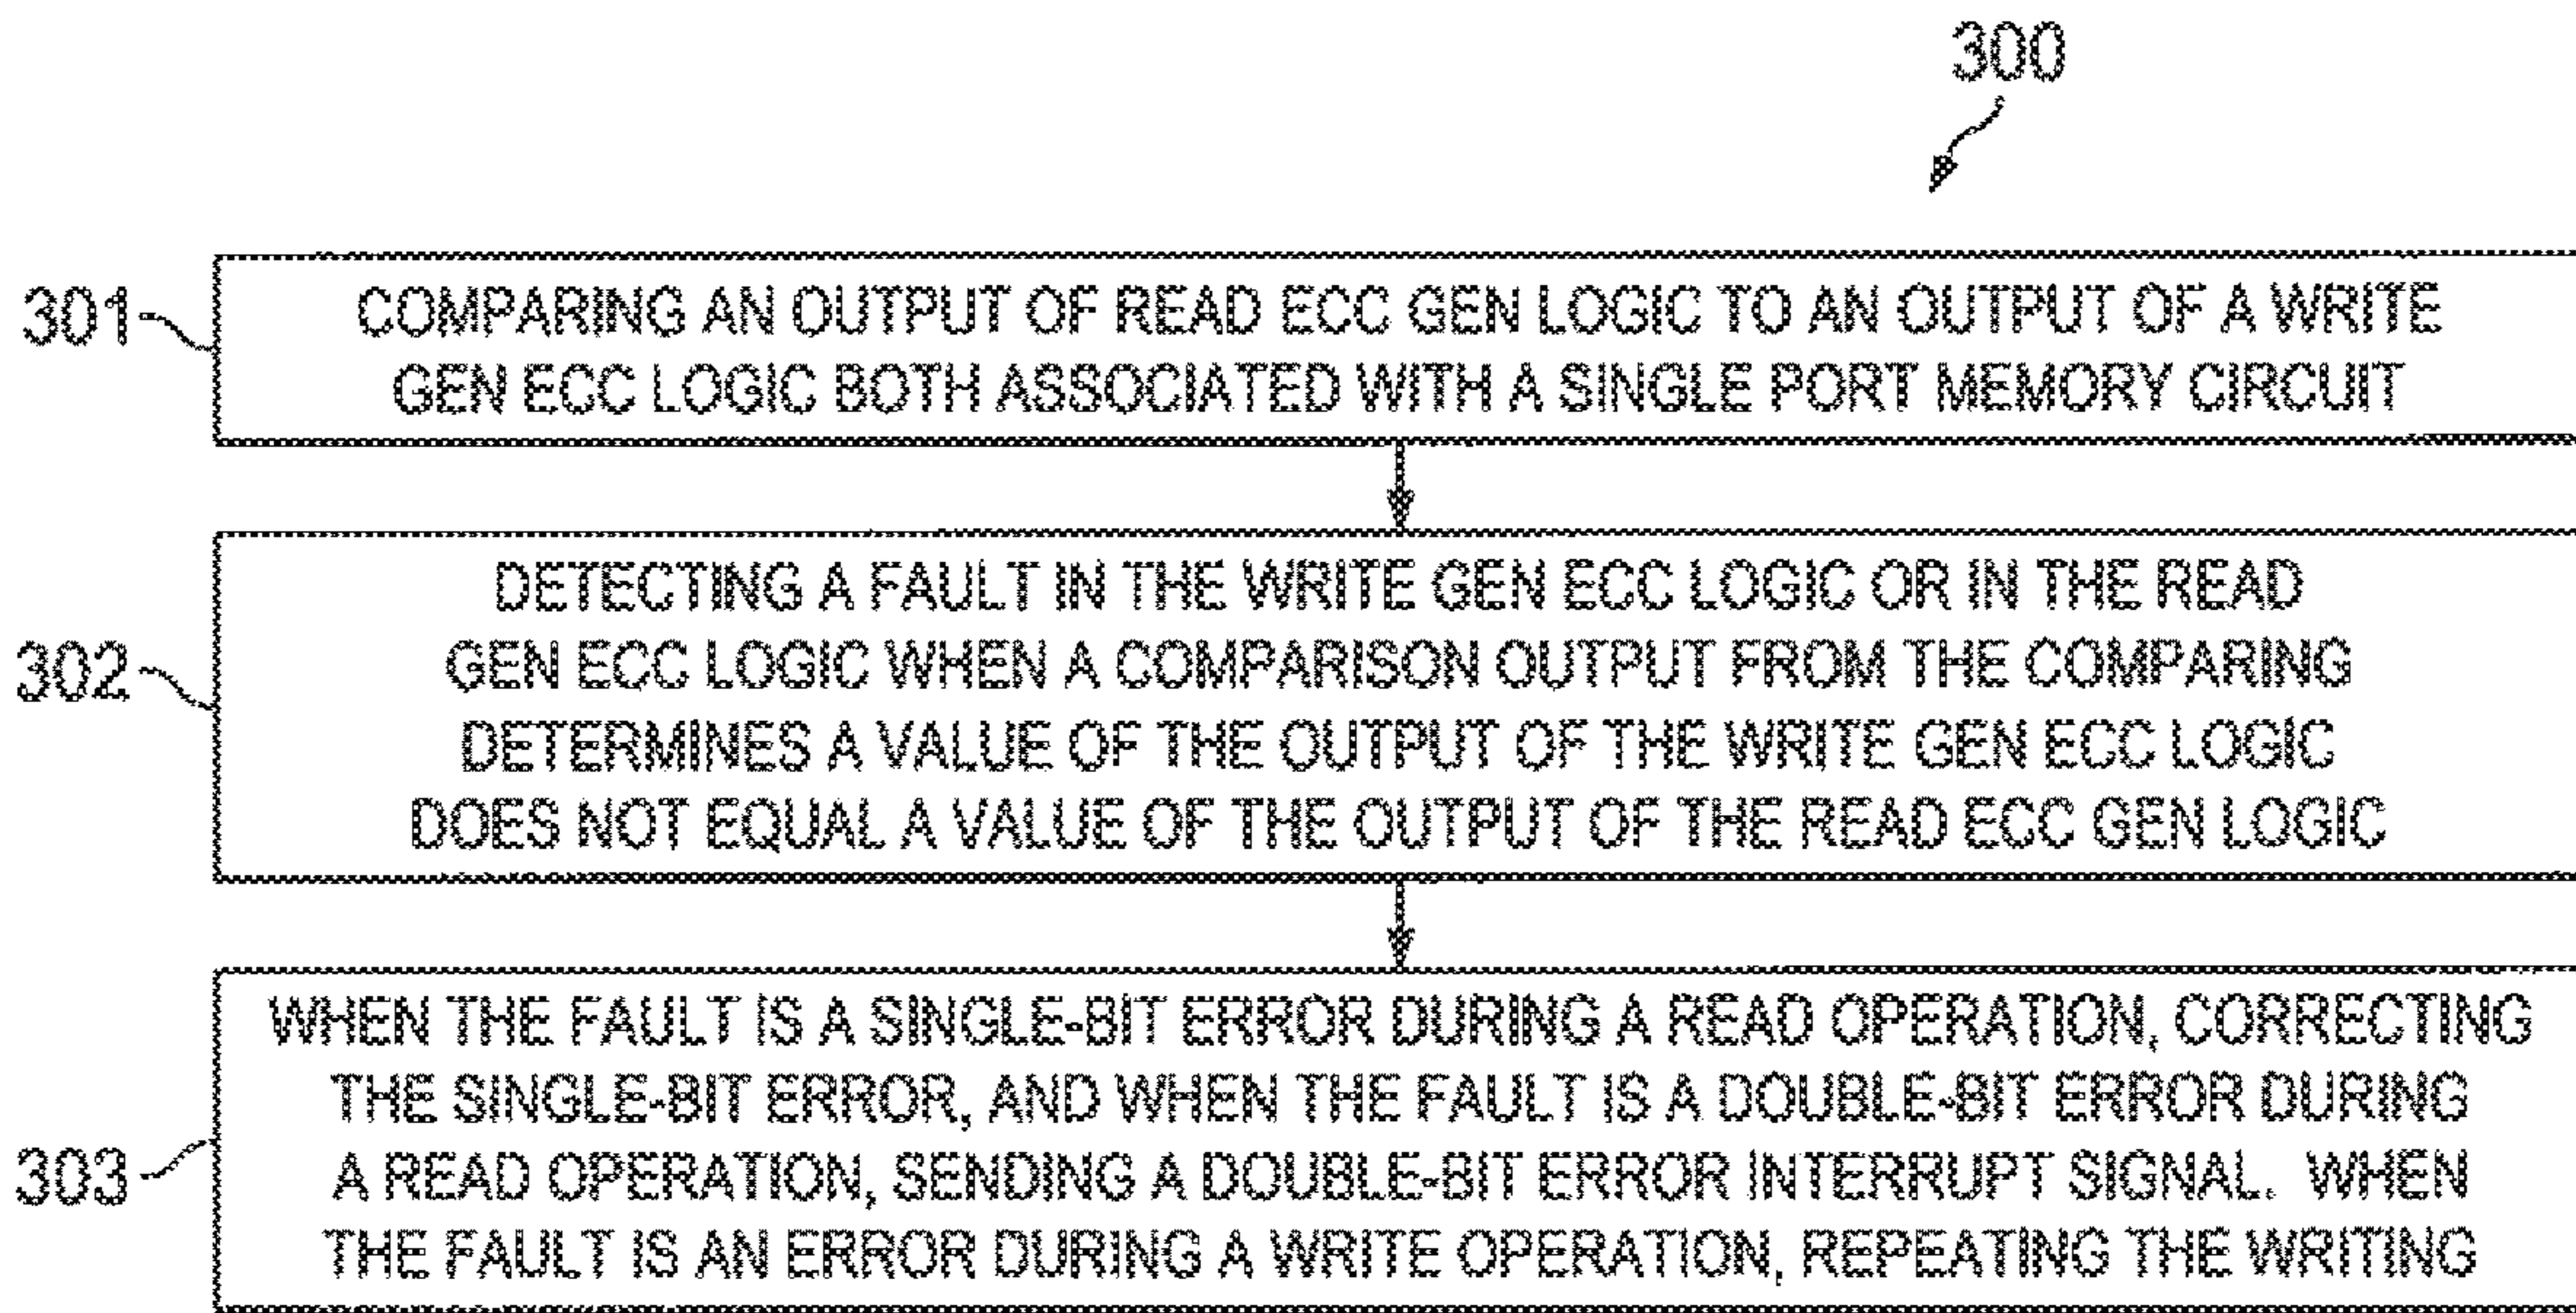 300
301
COMPARING AN OUTPUT OF READ ECC GEN LOGIC TO AN OUTPUT OF A WRITE
GEN ECC LOGIC BOTH ASSOCIATED WITH A SINGLE PORT MEMORY CIRCUIT
302
DETECTING A FAULT IN THE WRITE GEN ECC LOGIC OR IN THE READ
GEN ECC LOGIC WHEN A COMPARISON OUTPUT FROM THE COMPARING
DETERMINES A VALUE OF THE OUTPUT OF THE WRITE GEN ECC LOGIC
DOES NOT EQUAL A VALUE OF THE OUTPUT OF THE READ ECC GEN LOGIC
303
WHEN THE FAULT IS A SINGLE-BIT ERROR DURING A READ OPERATION, CORRECTING
THE SINGLE-BIT ERROR, AND WHEN THE FAULT IS A DOUBLE-BIT ERROR DURING
A READ OPERATION, SENDING A DOUBLE-BIT ERROR INTERRUPT SIGNAL. WHEN
THE FAULT IS AN ERROR DURING A WRITE OPERATION, REPEATING THE WRITING